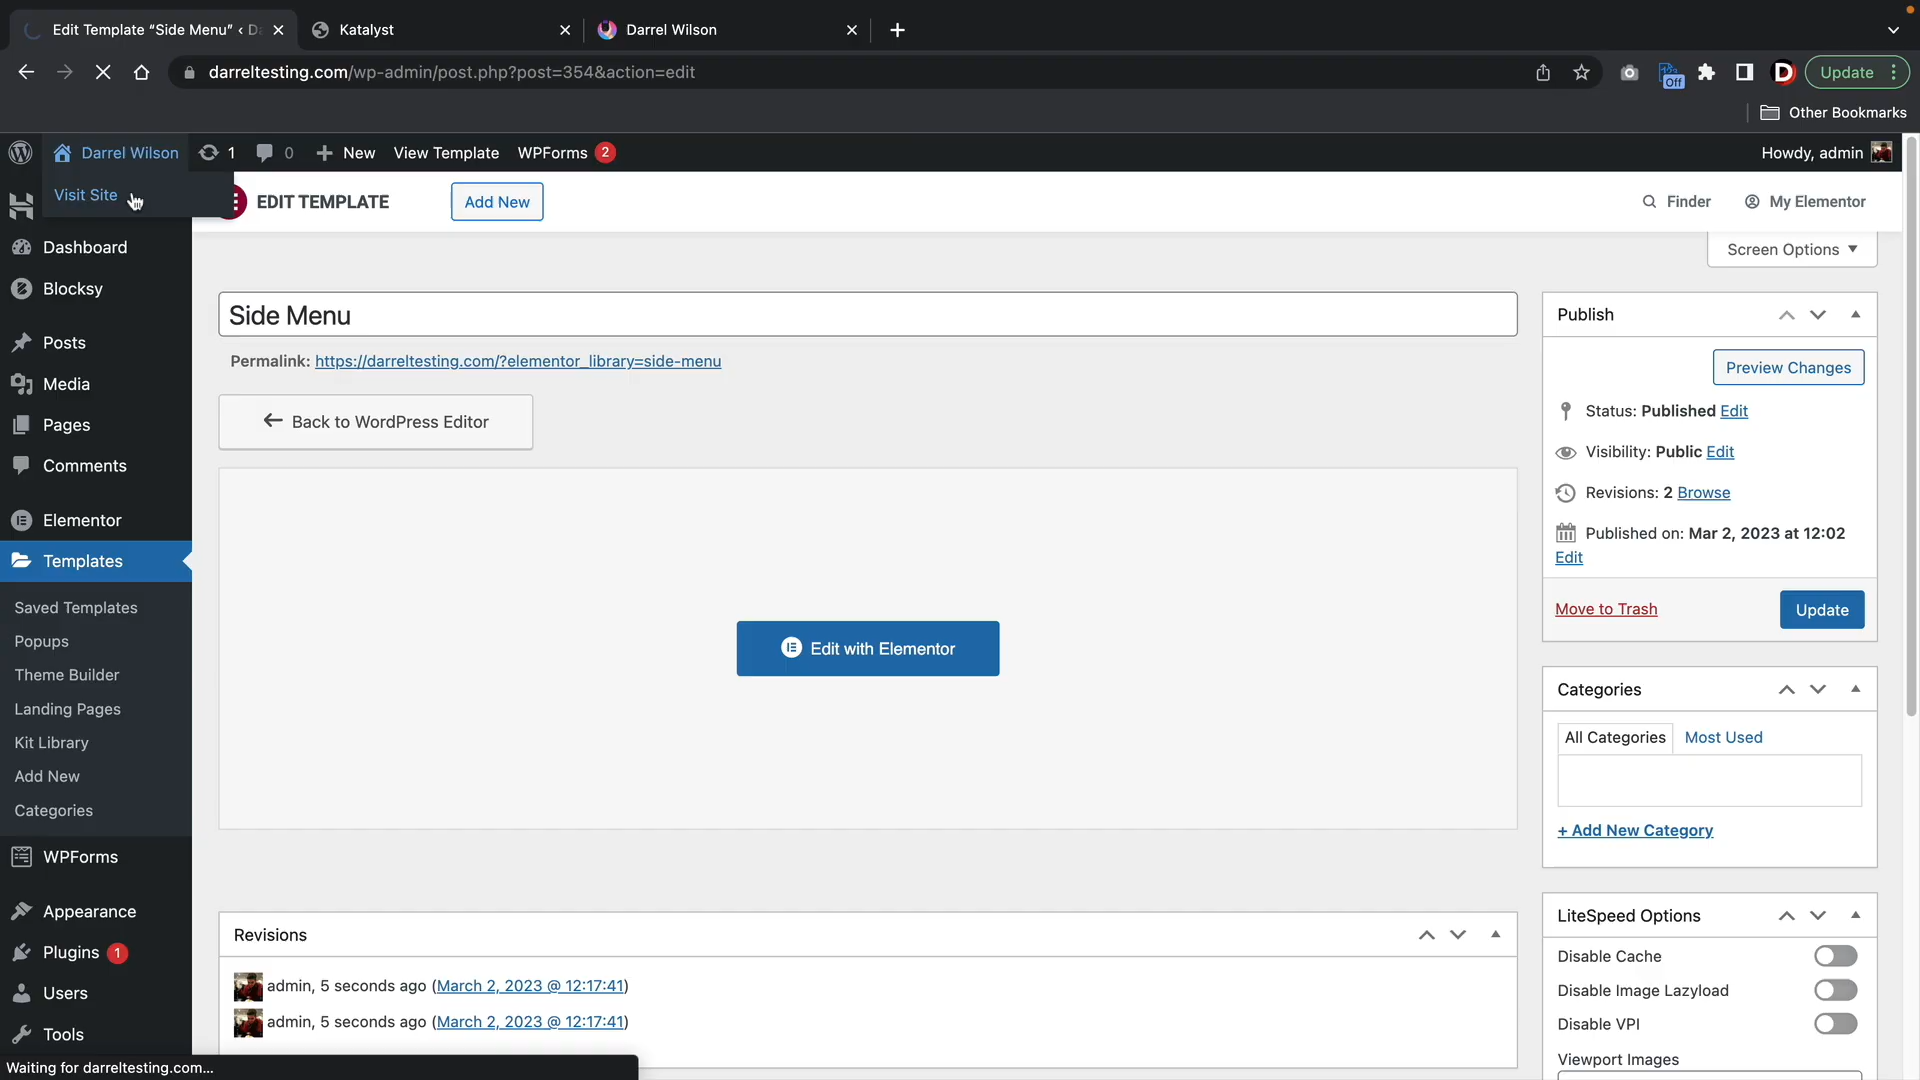 Edit Template “Side Menu” ‹ Da
Katalyst
Darrel Wilson
darreltesting.com/wp-admin/post.php?post=354&action=edit
Off
D
Update
Other Bookmarks
Darrel Wilson
1
0
New
View Template
WPForms 2
Howdy, admin
Visit Site
EDIT TEMPLATE
Add New
Finder
My Elementor
Screen Options
Dashboard
Blocksy
Posts
Media
Pages
Comments
Elementor
Templates
Saved Templates
Popups
Theme Builder
Landing Pages
Kit Library
Add New
Categories
WPForms
Appearance
Plugins 1
Users
Tools
Side Menu
Permalink: https://darreltesting.com/?elementor_library=side-menu
Back to WordPress Editor
Edit with Elementor
Revisions
admin, 5 seconds ago (March 2, 2023 @ 12:17:41)
admin, 5 seconds ago (March 2, 2023 @ 12:17:41)
Publish
Preview Changes
Status: Published Edit
Visibility: Public Edit
Revisions: 2 Browse
Published on: Mar 2, 2023 at 12:02
Edit
Move to Trash
Update
Categories
All Categories
Most Used
+ Add New Category
LiteSpeed Options
Disable Cache
Disable Image Lazyload
Disable VPI
Viewport Images
Waiting for darreltesting.com...